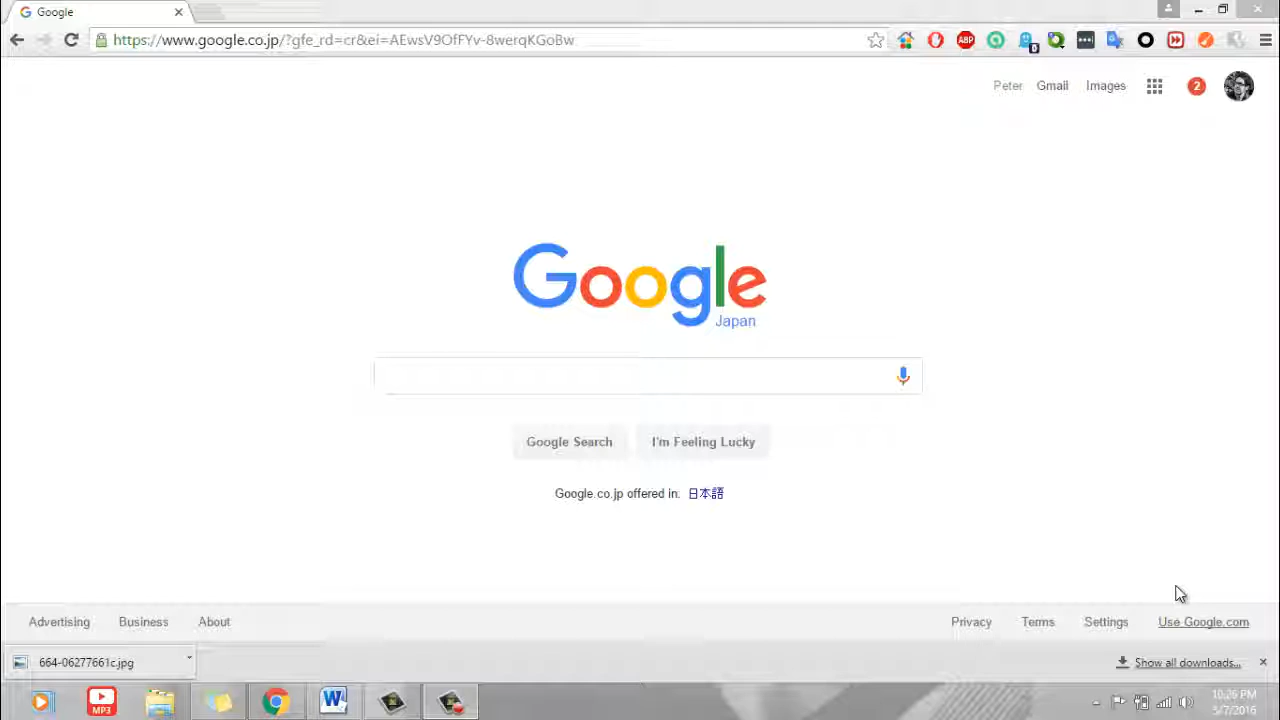 Google
https://www.google.co.jp/?gfe_rd=cr&ei=AEwsV9OfFYv-8werqKGoBw
ABP
0
Peter Gmail Images 2
Google
Japan
Google Search I'm Feeling Lucky
Google.co.jp offered in: 日本語
Advertising Business About Privacy Terms Settings Use Google.com
664-06277661c.jpg Show all downloads...
MP3
W
10:26 PM
5/7/2016